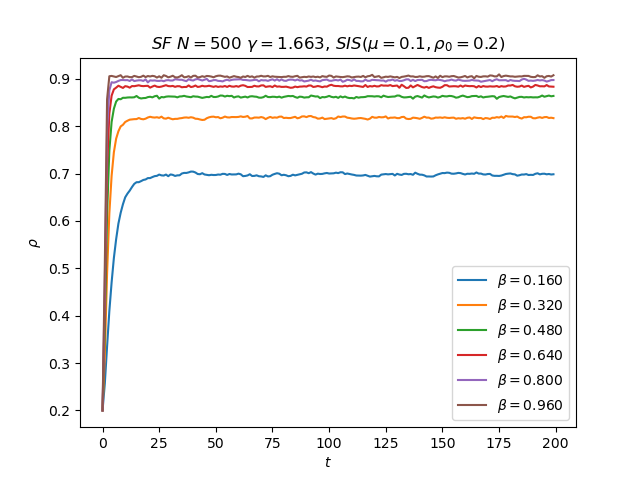 SF N = 500 γ = 1.663, SIS(μ = 0.1, ρ₀ = 0.2)
0.9
0.8
0.7
0.6
0.5
0.4
0.3
0.2
ρ
β = 0.160
β = 0.320
β = 0.480
β = 0.640
β = 0.800
β = 0.960
0 25 50 75 100 125 150 175 200
t